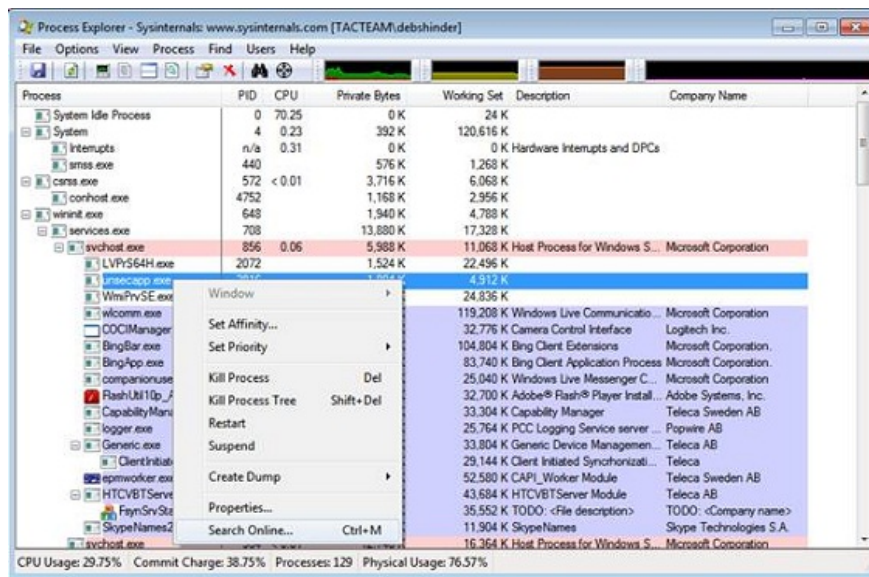 Process Explorer - Sysinternals: www.sysinternals.com [TACTEAM\debshinder]
File Options View Process Find Users Help
Process PID CPU Private Bytes Working Set Description Company Name
System Idle Process 0 70.25 0 K 24 K
System 4 0.23 392 K 120,616 K
Interrupts n/a 0.31 0 K 0 K Hardware Interrupts and DPCs
smss.exe 440 576 K 1,268 K
csrss.exe 572 < 0.01 3,716 K 6,068 K
conhost.exe 4752 1,168 K 2,956 K
wininit.exe 648 1,940 K 4,788 K
services.exe 708 13,880 K 17,328 K
svchost.exe 856 0.06 5,988 K 11,068 K Host Process for Windows S... Microsoft Corporation
LVPrS64H.exe 2072 1,524 K 22,496 K
unsecapp.exe 4,912 K
WmiPrvSE.exe 24,836 K
wlcomm.exe 119,208 K Windows Live Communicatio... Microsoft Corporation
COCIManager 32,776 K Camera Control Interface Logitech Inc.
BingBar.exe 104,804 K Bing Client Extensions Microsoft Corporation.
BingApp.exe 83,740 K Bing Client Application Process Microsoft Corporation.
companionuse 25,040 K Windows Live Messenger C... Microsoft Corporation
FlashUtil10p_A 32,700 K Adobe® Flash® Player Install... Adobe Systems, Inc.
CapabilityMana 33,304 K Capability Manager Teleca Sweden AB
logger.exe 25,764 K PCC Logging Service server ... Popwire AB
Generic.exe 33,804 K Generic Device Managemen... Teleca AB
ClientInitiat 29,144 K Client Initiated Syncrhonizati... Teleca
epmworker.exe 52,580 K CAPI_Worker Module Teleca Sweden AB
HTCVBTServe 43,684 K HTCVBTServer Module Teleca AB
FsynSrvSta 35,552 K TODO: <File description> TODO: <Company name>
SkypeNames2 11,904 K SkypeNames Skype Technologies S.A.
svchost.exe 16,364 K Host Process for Windows S... Microsoft Corporation
Window
Set Affinity...
Set Priority
Kill Process Del
Kill Process Tree Shift+Del
Restart
Suspend
Create Dump
Properties...
Search Online... Ctrl+M
CPU Usage: 29.75% Commit Charge: 38.75% Processes: 129 Physical Usage: 76.57%